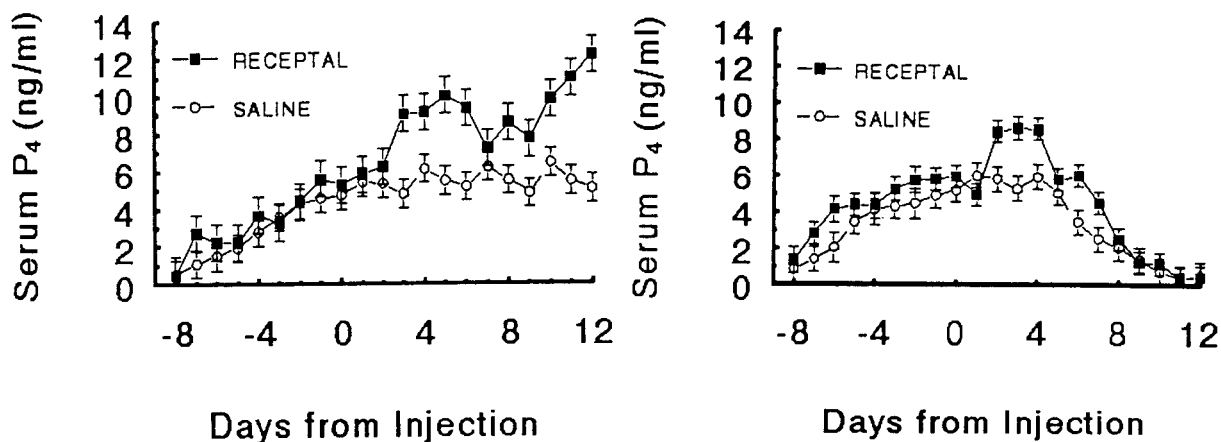 Serum P₄ (ng/ml)
14
12
10
8
6
4
2
0
RECEPTAL
SALINE
-8 -4 0 4 8 12
Days from Injection
Serum P₄ (ng/ml)
14
12
10
8
6
4
2
0
RECEPTAL
SALINE
-8 -4 0 4 8 12
Days from Injection